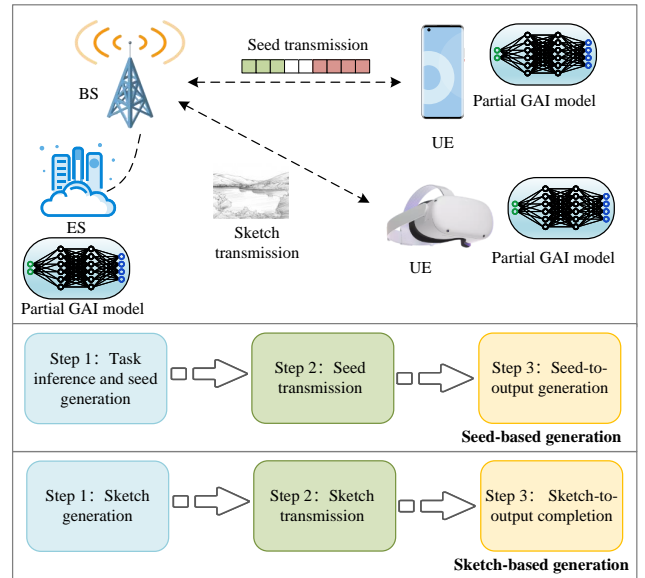 Seed transmission
BS
Partial GAI model
UE
ES
Sketch
transmission
UE
Partial GAI model
Partial GAI model
Step 1：Task
inference and seed
generation
Step 2：Seed
transmission
Step 3：Seed-to-
output generation
Seed-based generation
Step 1：Sketch
generation
Step 2：Sketch
transmission
Step 3： Sketch-to-
output completion
Sketch-based generation